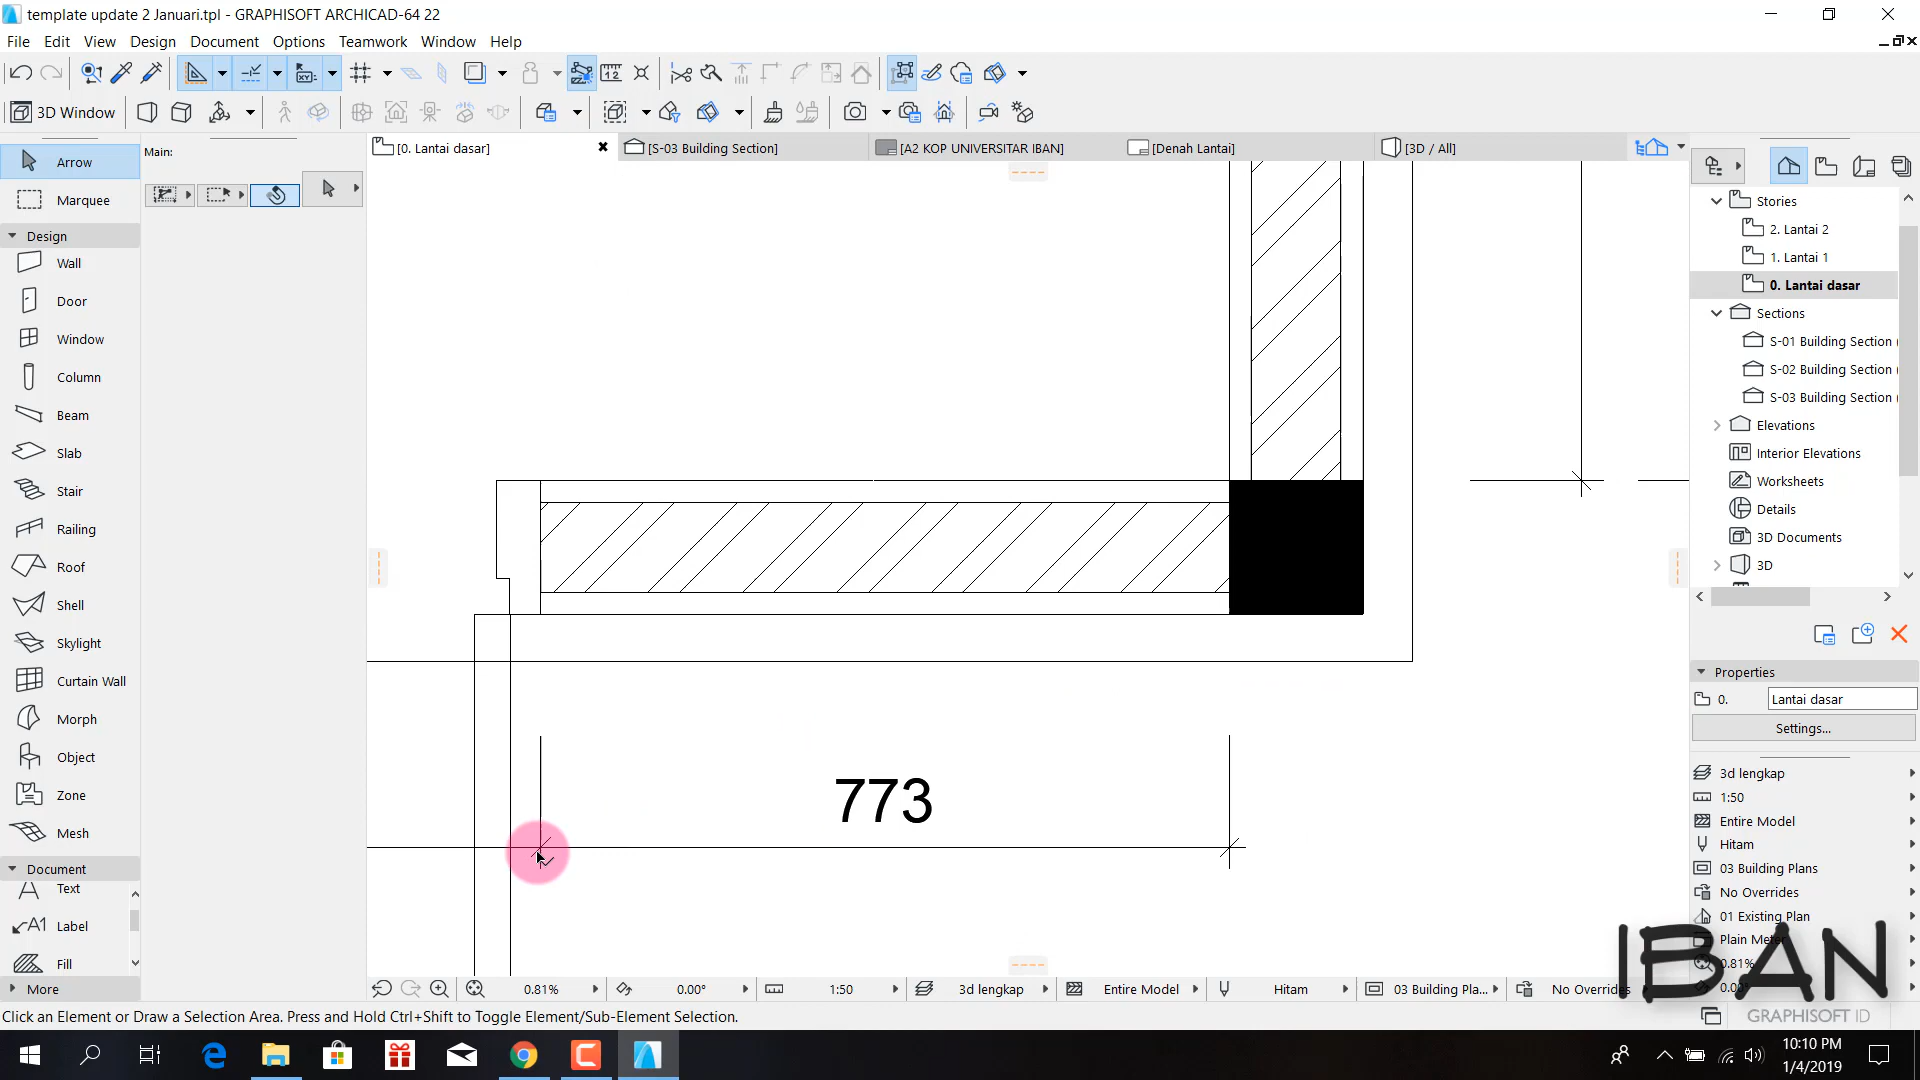 template update 2 Januari.tpl - GRAPHISOFT ARCHICAD-64 22
File Edit View Design Document Options Teamwork Window Help
3D Window
[0. Lantai dasar] [S-03 Building Section] [A2 KOP UNIVERSITAR IBAN] [Denah Lantai] [3D / All]
Main:
Arrow
Marquee
Design
Wall
Door
Window
Column
Beam
Slab
Stair
Railing
Roof
Shell
Skylight
Curtain Wall
Morph
Object
Zone
Mesh
Document
Text
Label
Fill
More
773
Stories
2. Lantai 2
1. Lantai 1
0. Lantai dasar
Sections
S-01 Building Section
S-02 Building Section
S-03 Building Section
Elevations
Interior Elevations
Worksheets
Details
3D Documents
3D
Properties
0. Lantai dasar
Settings...
3d lengkap
1:50
Entire Model
Hitam
03 Building Plans
No Overrides
01 Existing Plan
Plain Meter
0.81%
IBAN
GRAPHISOFT ID
0.81% 0.00° 1:50 3d lengkap Entire Model Hitam 03 Building Pla... No Overrides
Click an Element or Draw a Selection Area. Press and Hold Ctrl+Shift to Toggle Element/Sub-Element Selection.
10:10 PM
1/4/2019